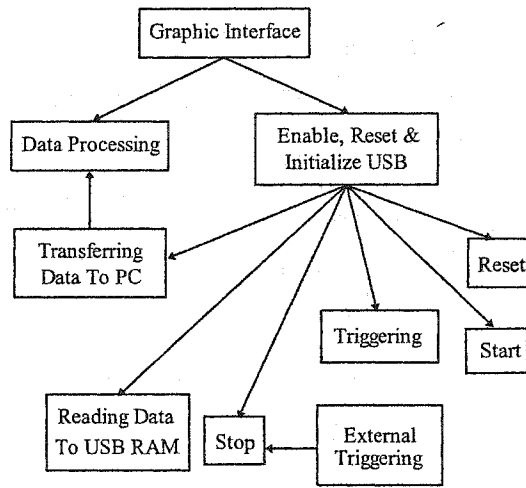 Graphic Interface
Data Processing
Enable, Reset &
Initialize USB
Transferring
Data To PC
Reset
Triggering
Start
Reading Data
To USB RAM
Stop
External
Triggering